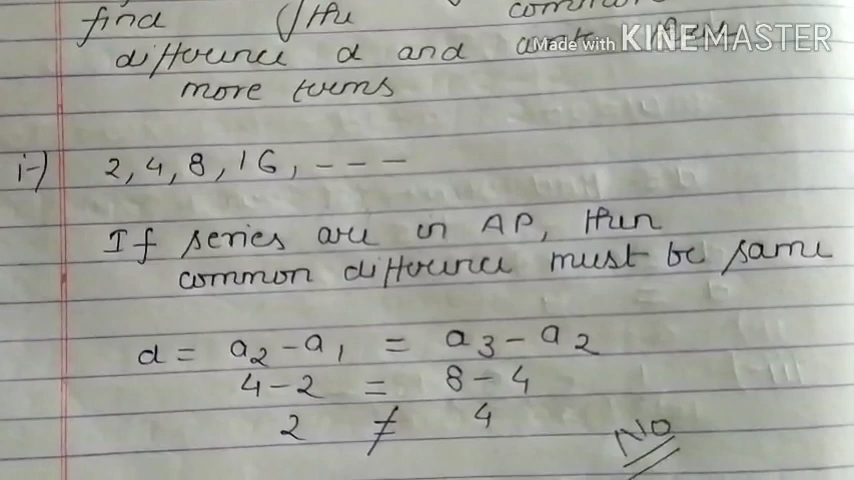 find the common
difference d and
Made with KINEMASTER
more terms
i-) 2, 4, 8, 16, - - -
If series are in AP, then
common difference must be same
d = a2 - a1 = a3 - a2
4 - 2 = 8 - 4
2 ≠ 4
No